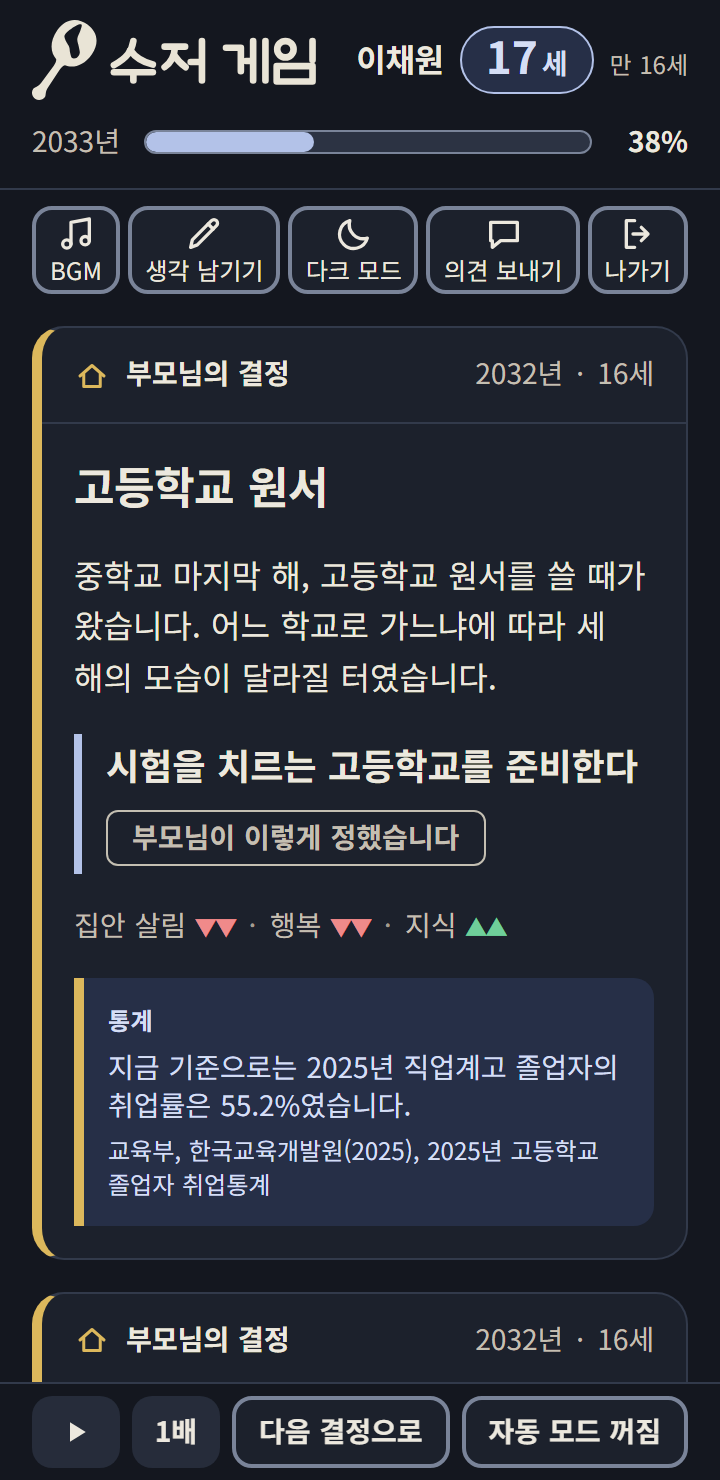 수저 게임
이채원
17세
만 16세
2033년
38%
BGM
생각 남기기
다크 모드
의견 보내기
나가기
부모님의 결정
2032년 · 16세
고등학교 원서
중학교 마지막 해, 고등학교 원서를 쓸 때가
왔습니다. 어느 학교로 가느냐에 따라 세
해의 모습이 달라질 터였습니다.
시험을 치르는 고등학교를 준비한다
부모님이 이렇게 정했습니다
집안 살림 ▼▼ · 행복 ▼▼ · 지식 ▲▲
통계
지금 기준으로는 2025년 직업계고 졸업자의
취업률은 55.2%였습니다.
교육부, 한국교육개발원(2025), 2025년 고등학교
졸업자 취업통계
부모님의 결정
2032년 · 16세
1배
다음 결정으로
자동 모드 꺼짐